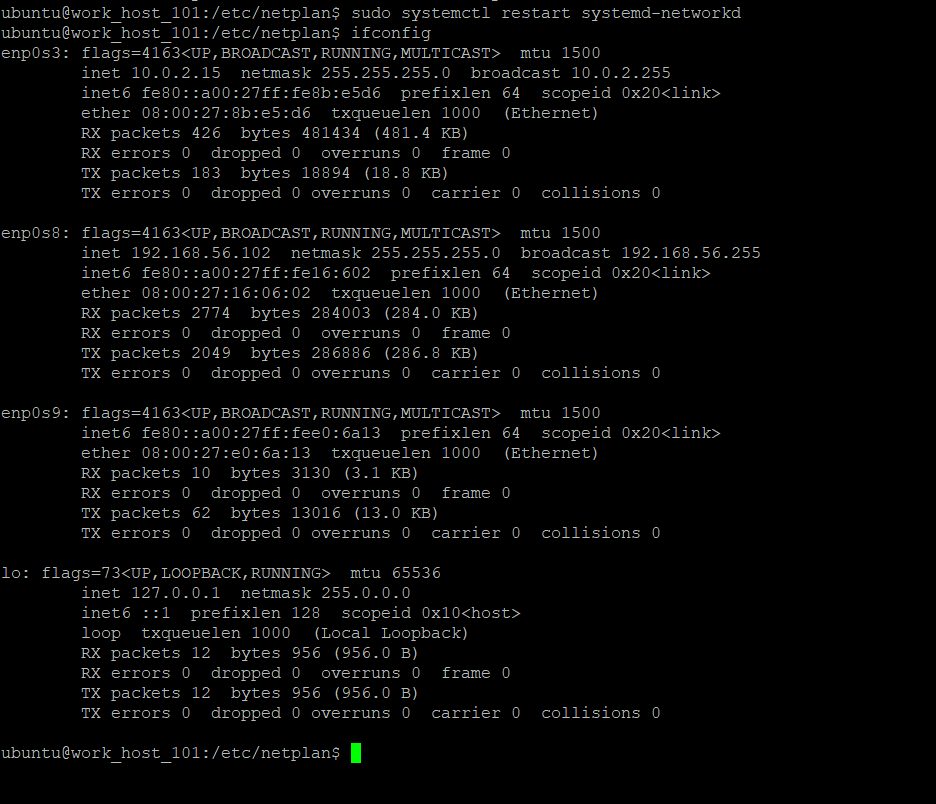 ubuntu@work_host_101:/etc/netplan$ sudo systemctl restart systemd-networkd
ubuntu@work_host_101:/etc/netplan$ ifconfig
enp0s3: flags=4163<UP,BROADCAST,RUNNING,MULTICAST>  mtu 1500
        inet 10.0.2.15  netmask 255.255.255.0  broadcast 10.0.2.255
        inet6 fe80::a00:27ff:fe8b:e5d6  prefixlen 64  scopeid 0x20<link>
        ether 08:00:27:8b:e5:d6  txqueuelen 1000  (Ethernet)
        RX packets 426  bytes 481434 (481.4 KB)
        RX errors 0  dropped 0  overruns 0  frame 0
        TX packets 183  bytes 18894 (18.8 KB)
        TX errors 0  dropped 0 overruns 0  carrier 0  collisions 0

enp0s8: flags=4163<UP,BROADCAST,RUNNING,MULTICAST>  mtu 1500
        inet 192.168.56.102  netmask 255.255.255.0  broadcast 192.168.56.255
        inet6 fe80::a00:27ff:fe16:602  prefixlen 64  scopeid 0x20<link>
        ether 08:00:27:16:06:02  txqueuelen 1000  (Ethernet)
        RX packets 2774  bytes 284003 (284.0 KB)
        RX errors 0  dropped 0  overruns 0  frame 0
        TX packets 2049  bytes 286886 (286.8 KB)
        TX errors 0  dropped 0 overruns 0  carrier 0  collisions 0

enp0s9: flags=4163<UP,BROADCAST,RUNNING,MULTICAST>  mtu 1500
        inet6 fe80::a00:27ff:fee0:6a13  prefixlen 64  scopeid 0x20<link>
        ether 08:00:27:e0:6a:13  txqueuelen 1000  (Ethernet)
        RX packets 10  bytes 3130 (3.1 KB)
        RX errors 0  dropped 0  overruns 0  frame 0
        TX packets 62  bytes 13016 (13.0 KB)
        TX errors 0  dropped 0 overruns 0  carrier 0  collisions 0

lo: flags=73<UP,LOOPBACK,RUNNING>  mtu 65536
        inet 127.0.0.1  netmask 255.0.0.0
        inet6 ::1  prefixlen 128  scopeid 0x10<host>
        loop  txqueuelen 1000  (Local Loopback)
        RX packets 12  bytes 956 (956.0 B)
        RX errors 0  dropped 0  overruns 0  frame 0
        TX packets 12  bytes 956 (956.0 B)
        TX errors 0  dropped 0 overruns 0  carrier 0  collisions 0

ubuntu@work_host_101:/etc/netplan$